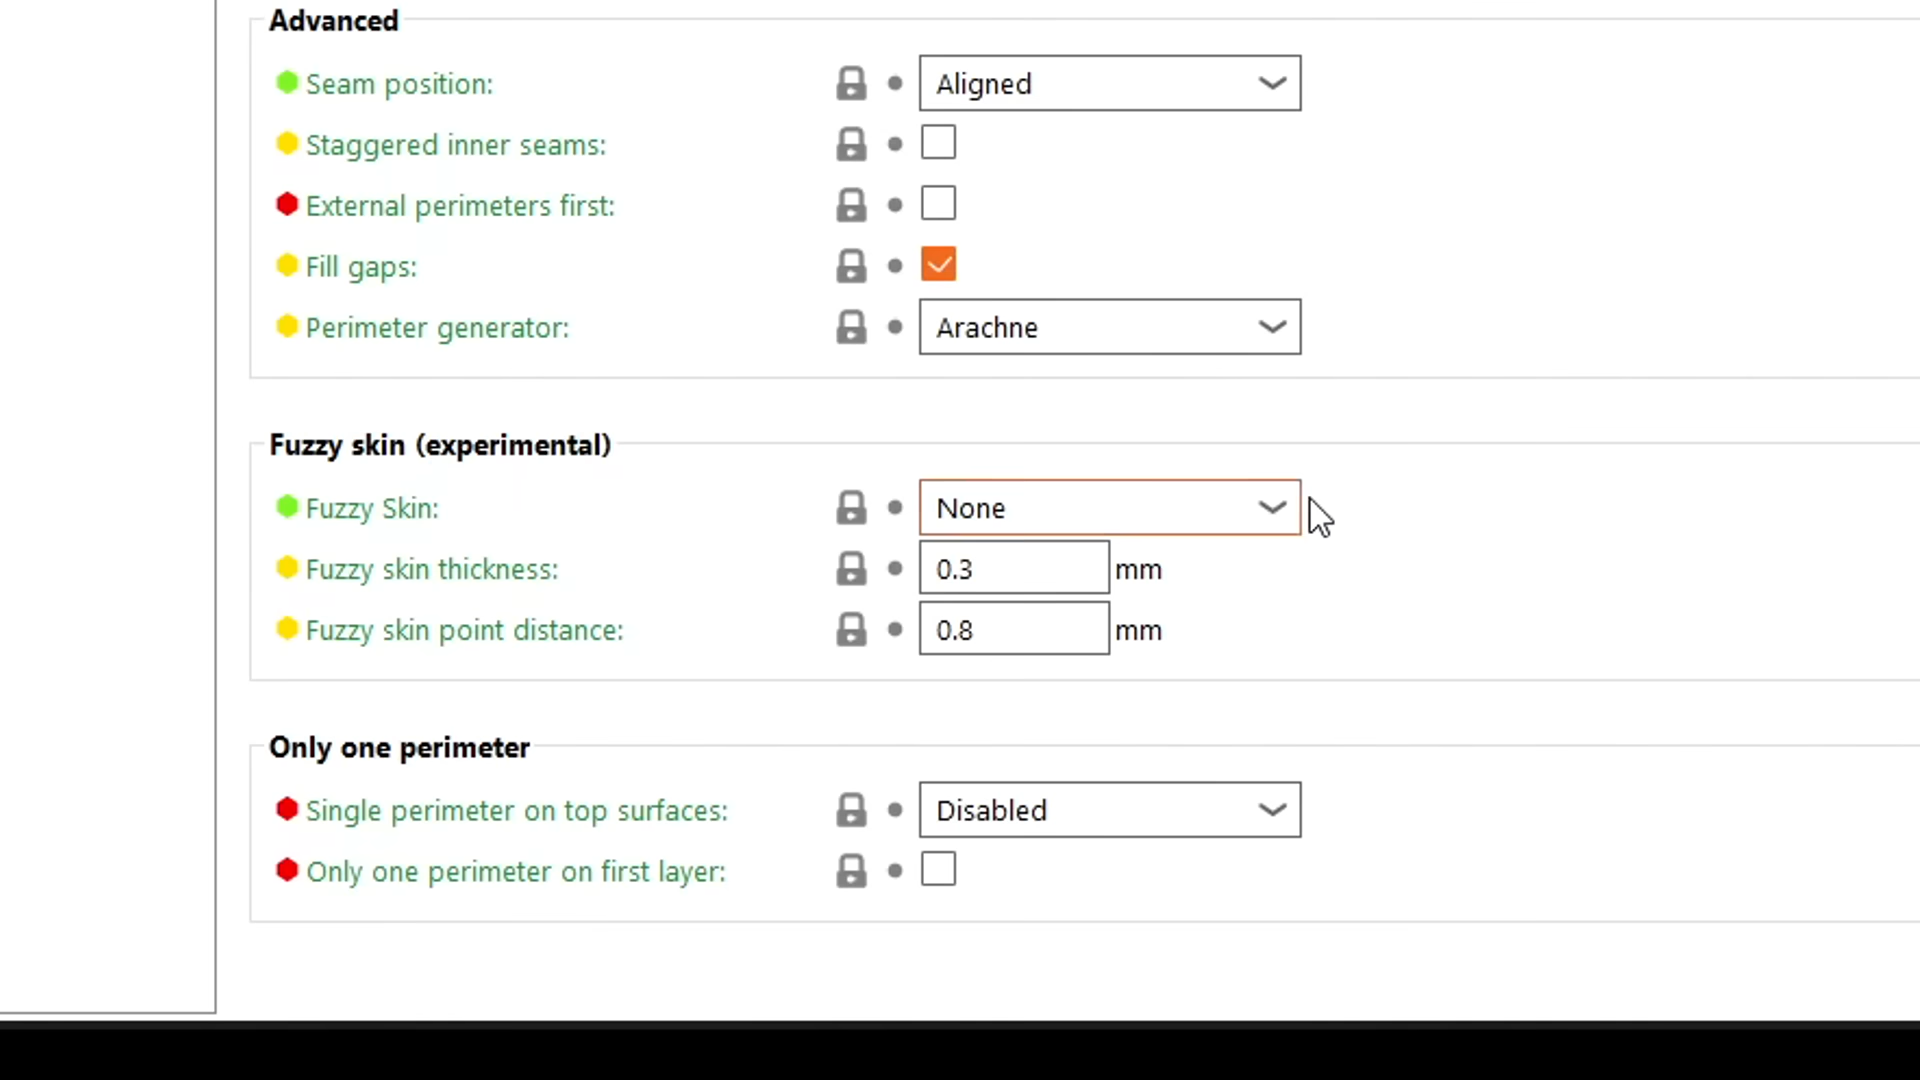 Advanced
Seam position: Aligned
Staggered inner seams:
External perimeters first:
Fill gaps:
Perimeter generator: Arachne
Fuzzy skin (experimental)
Fuzzy Skin: None
Fuzzy skin thickness: 0.3 mm
Fuzzy skin point distance: 0.8 mm
Only one perimeter
Single perimeter on top surfaces: Disabled
Only one perimeter on first layer: